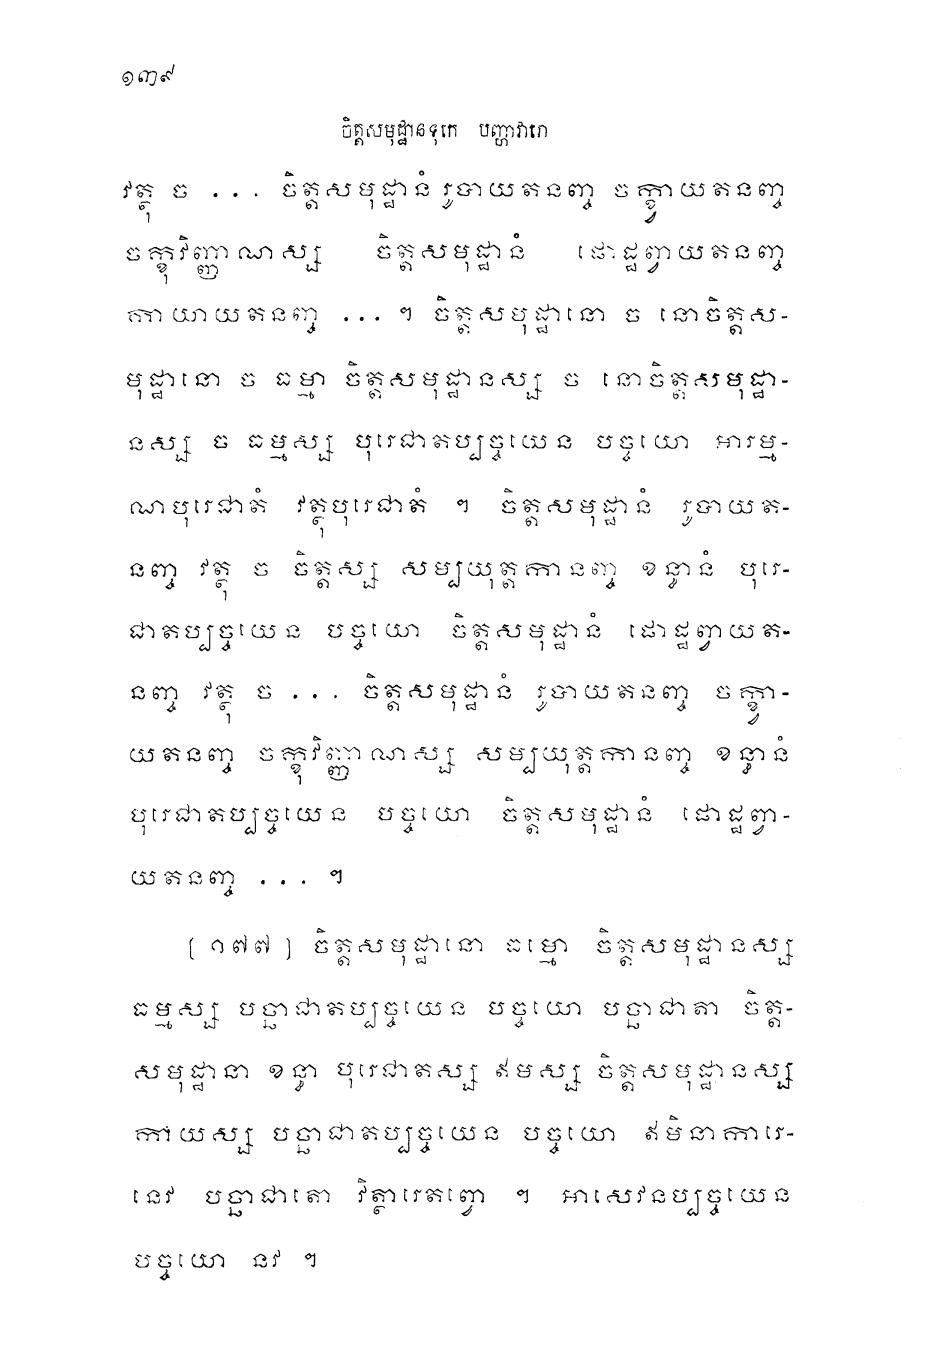 ១៣៩
ចិត្តសមុដ្ឋានទុកេ បញ្ហាវារោ
វត្ថុ ច ... ចិត្តសមុដ្ឋានំ រូបាយតនញ្ច ចក្ខ្វាយតនញ្ច
ចក្ខុវិញ្ញាណស្ស ចិត្តសមុដ្ឋានំ ផោដ្ឋព្វាយតនញ្ច
កាយាយតនញ្ច ... ។ ចិត្តសមុដ្ឋានោ ច នោចិត្តស-
មុដ្ឋានោ ច ធម្មា ចិត្តសមុដ្ឋានស្ស ច នោចិត្តសមុដ្ឋា-
នស្ស ច ធម្មស្ស បុរេជាតប្បច្ចយេន បច្ចយោ អារម្ម-
ណបុរេជាតំ វត្ថុបុរេជាតំ ។ ចិត្តសមុដ្ឋានំ រូបាយត-
នញ្ច វត្ថុ ច ចិត្តស្ស សម្បយុត្តកានញ្ច ខន្ធានំ បុរេ-
ជាតប្បច្ចយេន បច្ចយោ ចិត្តសមុដ្ឋានំ ផោដ្ឋព្វាយត-
នញ្ច វត្ថុ ច ... ចិត្តសមុដ្ឋានំ រូបាយតនញ្ច ចក្ខ្វា-
យតនញ្ច ចក្ខុវិញ្ញាណស្ស សម្បយុត្តកានញ្ច ខន្ធានំ
បុរេជាតប្បច្ចយេន បច្ចយោ ចិត្តសមុដ្ឋានំ ផោដ្ឋព្វា-
យតនញ្ច ... ។
[១៧៧] ចិត្តសមុដ្ឋានោ ធម្មោ ចិត្តសមុដ្ឋានស្ស
ធម្មស្ស បច្ឆាជាតប្បច្ចយេន បច្ចយោ បច្ឆាជាតា ចិត្ត-
សមុដ្ឋានា ខន្ធា បុរេជាតស្ស ឥមស្ស ចិត្តសមុដ្ឋានស្ស
កាយស្ស បច្ឆាជាតប្បច្ចយេន បច្ចយោ ឥមិនាការេ-
នេវ បច្ឆាជាតោ វិត្ថារេតព្វោ ។ អាសេវនប្បច្ចយេន
បច្ចយោ នវ ។